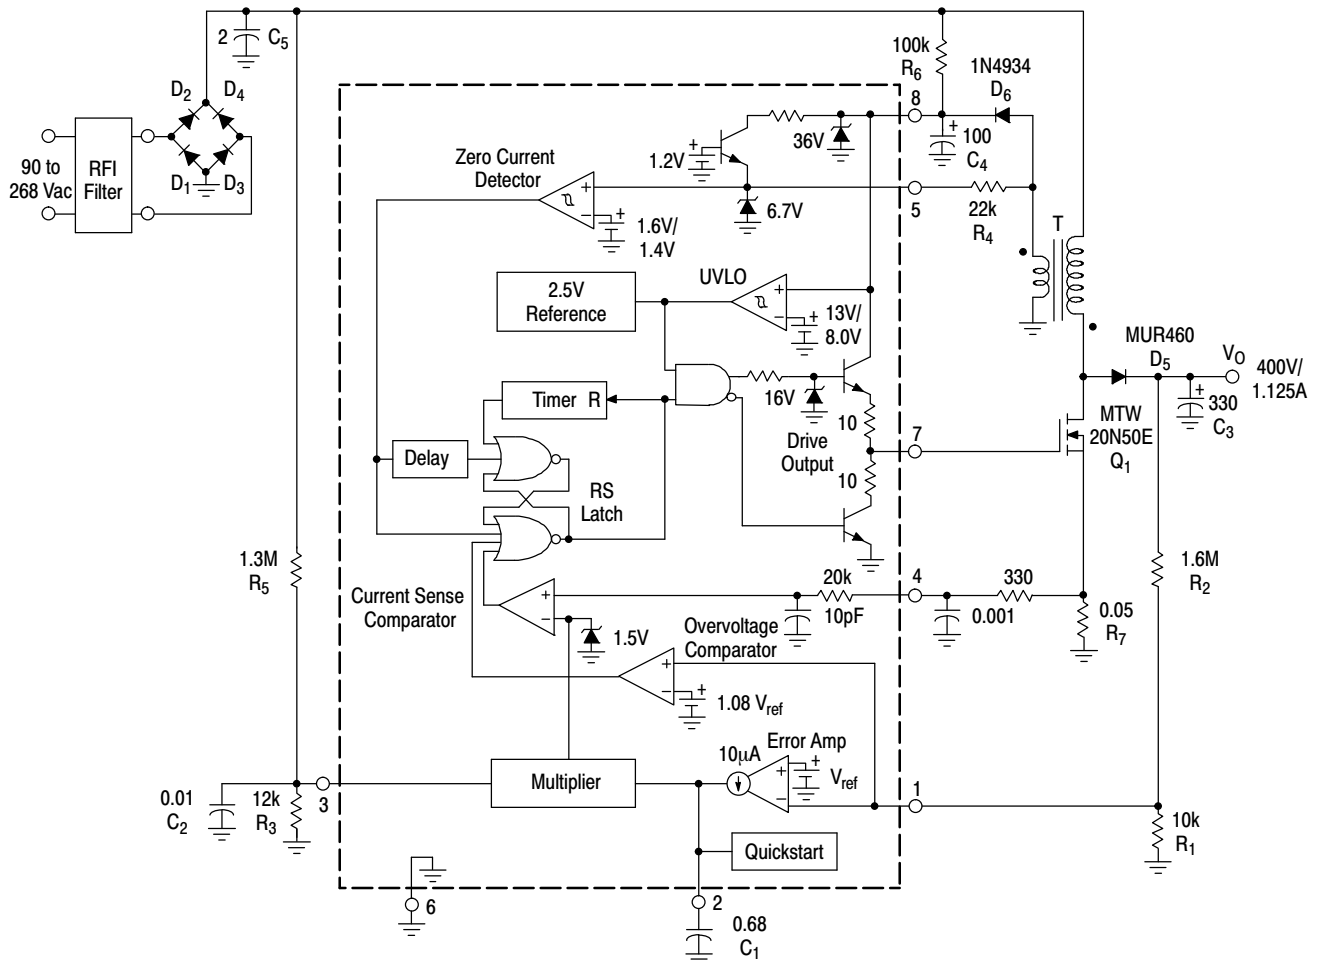 2 C5
D2 D4
D1 D3
90 to
268 Vac
RFI
Filter
100k
R6
1N4934
D6
8
100
C4
36V
1.2V
Zero Current
Detector
+
−
+
1.6V/
1.4V
6.7V
5
22k
R4
T
UVLO
2.5V
Reference
+
−
+
13V/
8.0V
MUR460
D5
VO
400V/
1.125A
330
C3
+
Timer R
16V
10
Drive
Output
10
7
MTW
20N50E
Q1
Delay
RS
Latch
1.3M
R5
1.6M
R2
20k
4
330
10pF
0.001
0.05
R7
Current Sense
Comparator
+
−
1.5V
Overvoltage
Comparator
+
−
+
1.08 Vref
10μA
Error Amp
+
−
+
Vref
Multiplier
1
0.01
C2
12k
R3
3
10k
R1
Quickstart
6
2
0.68
C1